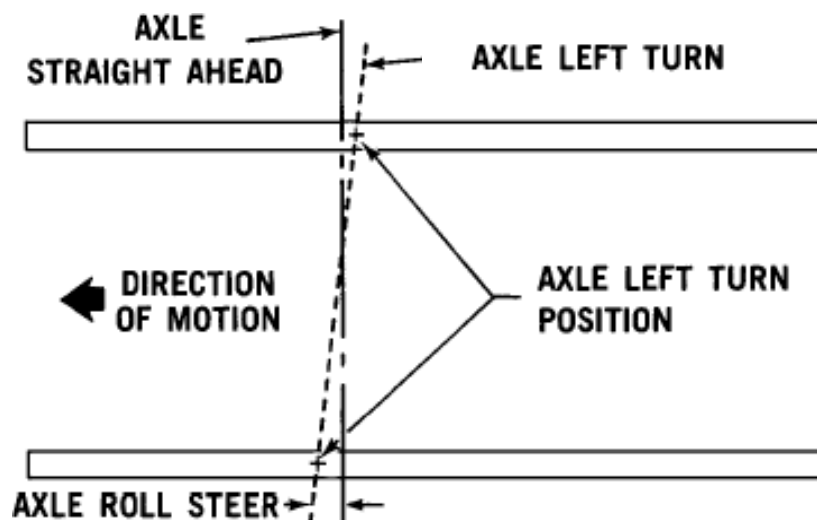 AXLE
STRAIGHT AHEAD
AXLE LEFT TURN
DIRECTION
OF MOTION
AXLE LEFT TURN
POSITION
AXLE ROLL STEER